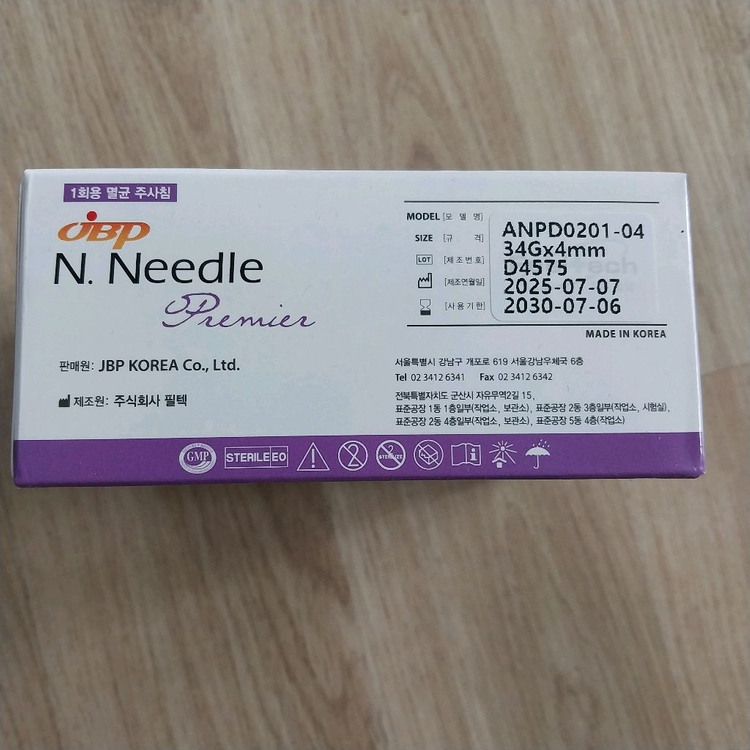 1회용 멸균 주사침
JBP
N. Needle
Premier
판매원: JBP KOREA Co., Ltd.
제조원: 주식회사 필텍
MODEL [모 델 명] ANPD0201-04
SIZE [규 격] 34Gx4mm
LOT [제조번호] D4575
[제조연월일] 2025-07-07
[사용기한] 2030-07-06
MADE IN KOREA
서울특별시 강남구 개포로 619 서울강남우체국 6층
Tel 02 3412 6341 Fax 02 3412 6342
전북특별자치도 군산시 자유무역2길 15,
표준공장 1동 1층일부(작업소, 보관소), 표준공장 2동 3층일부(작업소, 시험실),
표준공장 2동 4층일부(작업소, 보관소), 표준공장 5동 4층(작업소)
GMP STERILE EO 2 2 STERILIZE i